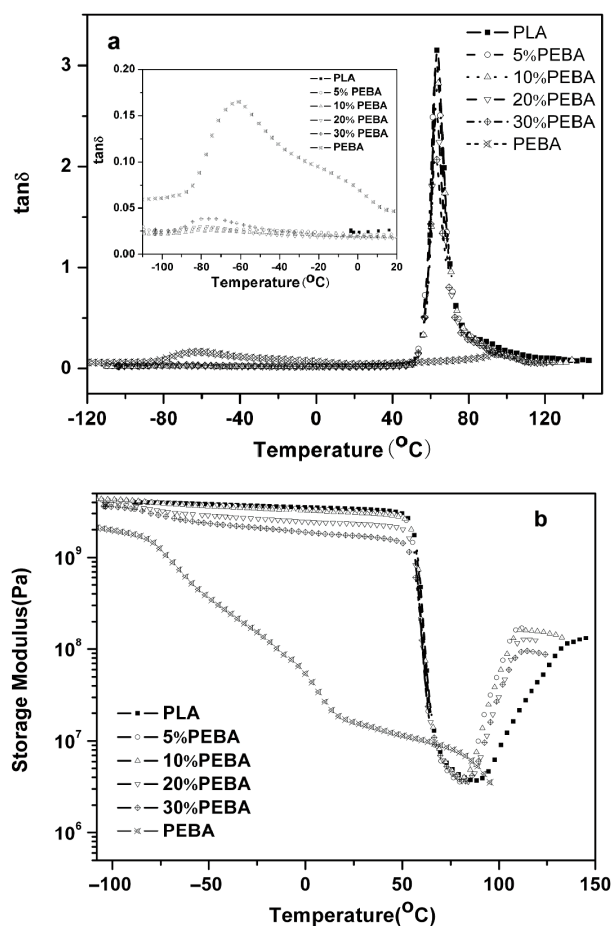 a
3
2
1
0
tanδ
-120
-80
-40
0
40
80
120
Temperature(°C)
PLA
5%PEBA
10%PEBA
20%PEBA
30%PEBA
PEBA
0.20
0.15
0.10
0.05
0.00
tanδ
-100
-80
-60
-40
-20
0
20
Temperature(°C)
PLA
5% PEBA
10% PEBA
20% PEBA
30% PEBA
PEBA
b
10⁹
10⁸
10⁷
10⁶
Storage Modulus(Pa)
−100
−50
0
50
100
150
Temperature(°C)
PLA
5%PEBA
10%PEBA
20%PEBA
30%PEBA
PEBA